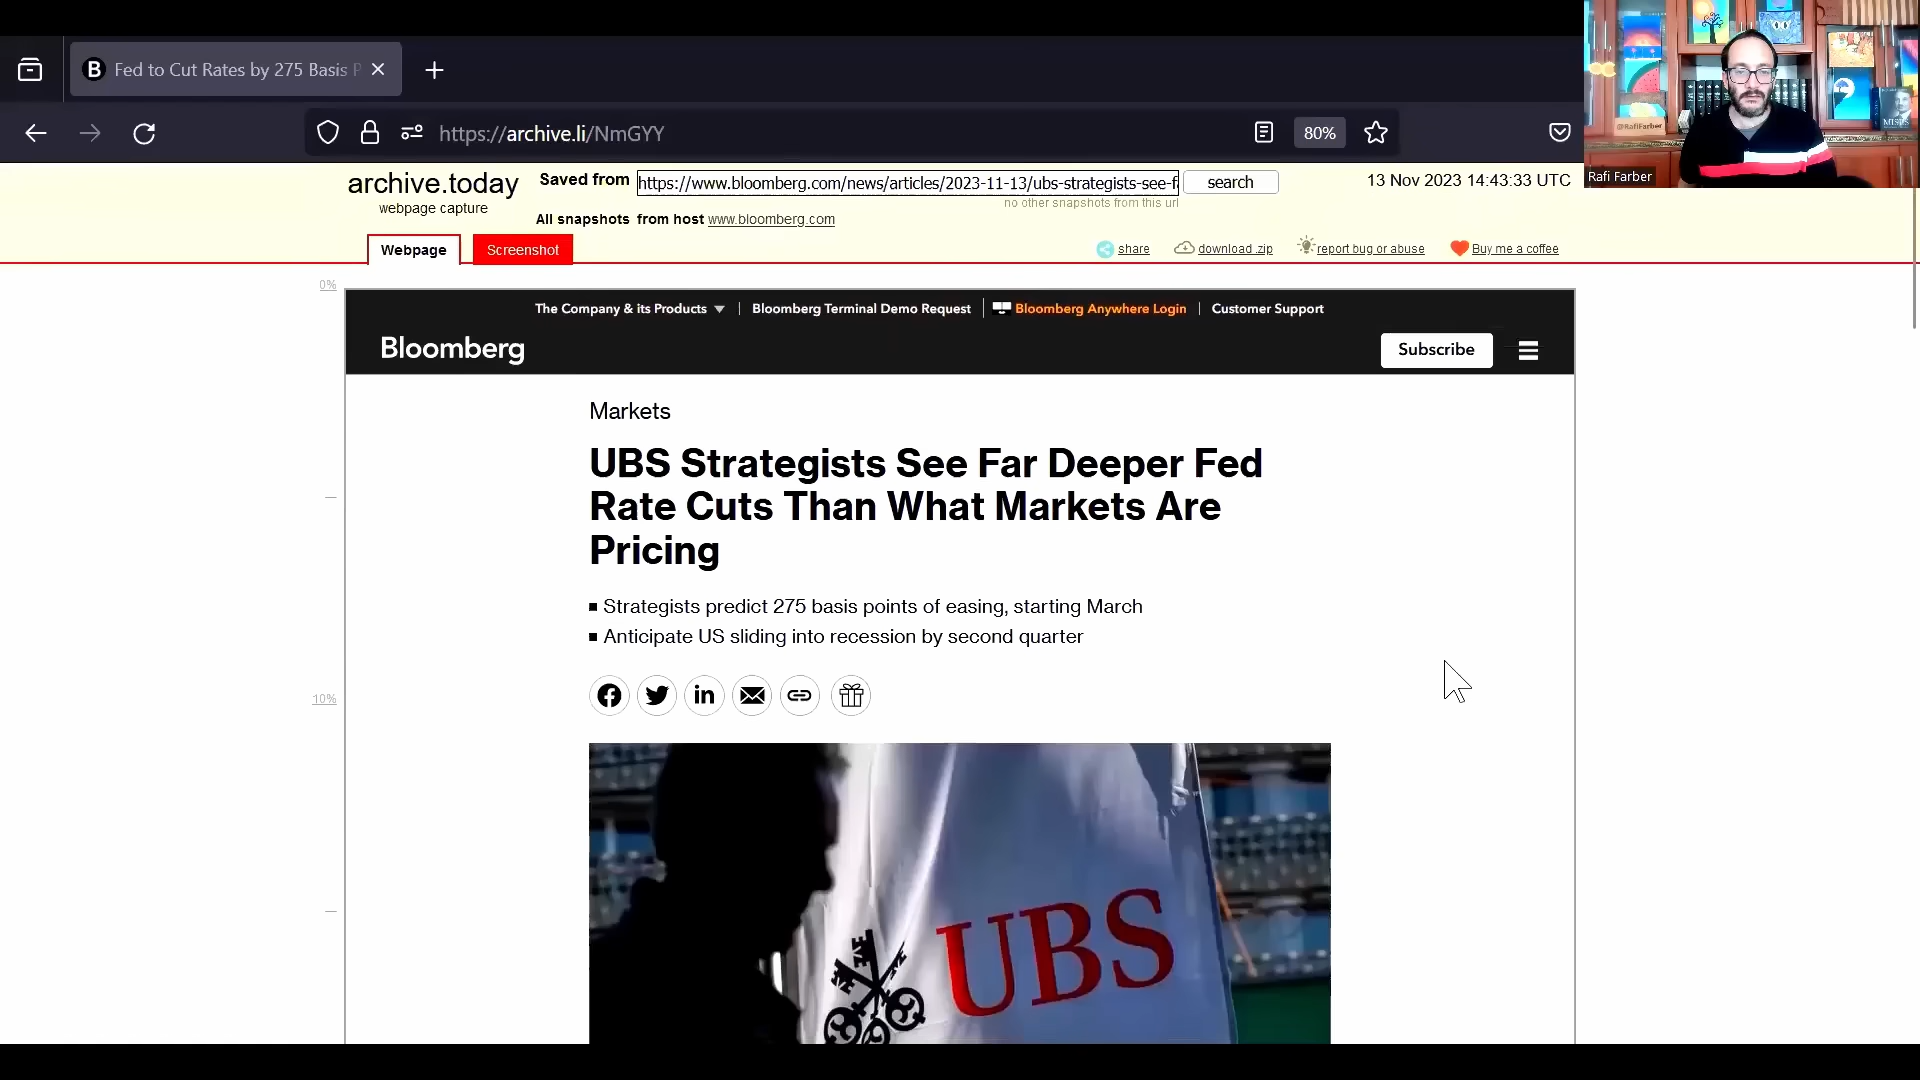 Fed to Cut Rates by 275 Basis P
https://archive.li/NmGYY
80%
@RafiFarber
MISES
Rafi Farber
archive.today
webpage capture
Saved from
https://www.bloomberg.com/news/articles/2023-11-13/ubs-strategists-see-fa
search
13 Nov 2023 14:43:33 UTC
no other snapshots from this url
All snapshots from host www.bloomberg.com
Webpage
Screenshot
share
download .zip
report bug or abuse
Buy me a coffee
0%
The Company & its Products
Bloomberg Terminal Demo Request
Bloomberg Anywhere Login
Customer Support
Bloomberg
Subscribe
Markets
UBS Strategists See Far Deeper Fed
Rate Cuts Than What Markets Are
Pricing
Strategists predict 275 basis points of easing, starting March
Anticipate US sliding into recession by second quarter
10%
UBS